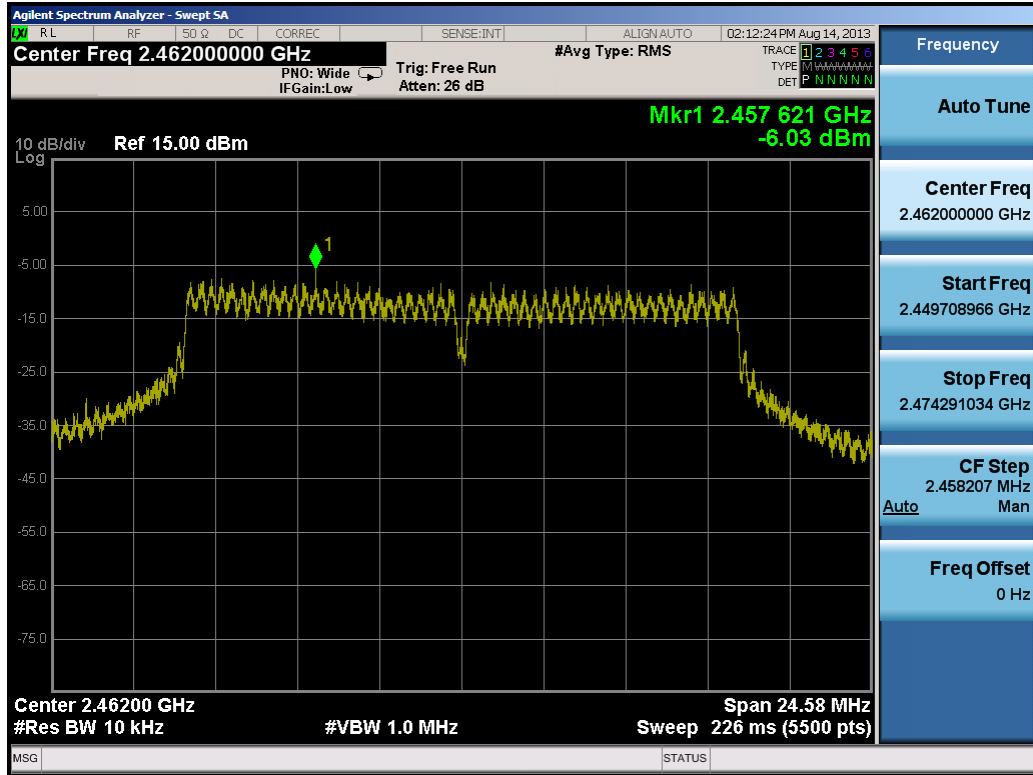 Agilent Spectrum Analyzer - Swept SA
LXI RL RF 50 Ω DC CORREC SENSE:INT ALIGN AUTO 02:12:24 PM Aug 14, 2013
Center Freq 2.462000000 GHz
PNO: Wide
IFGain:Low
Trig: Free Run
Atten: 26 dB
#Avg Type: RMS
TRACE 1 2 3 4 5 6
TYPE M WWWWW
DET P N N N N N
Mkr1 2.457 621 GHz
-6.03 dBm
10 dB/div Ref 15.00 dBm
Log
1
5.00
-5.00
-15.0
-25.0
-35.0
-45.0
-55.0
-65.0
-75.0
Center 2.46200 GHz Span 24.58 MHz
#Res BW 10 kHz #VBW 1.0 MHz Sweep 226 ms (5500 pts)
MSG STATUS
Frequency
Auto Tune
Center Freq
2.462000000 GHz
Start Freq
2.449708966 GHz
Stop Freq
2.474291034 GHz
CF Step
2.458207 MHz
Auto Man
Freq Offset
0 Hz